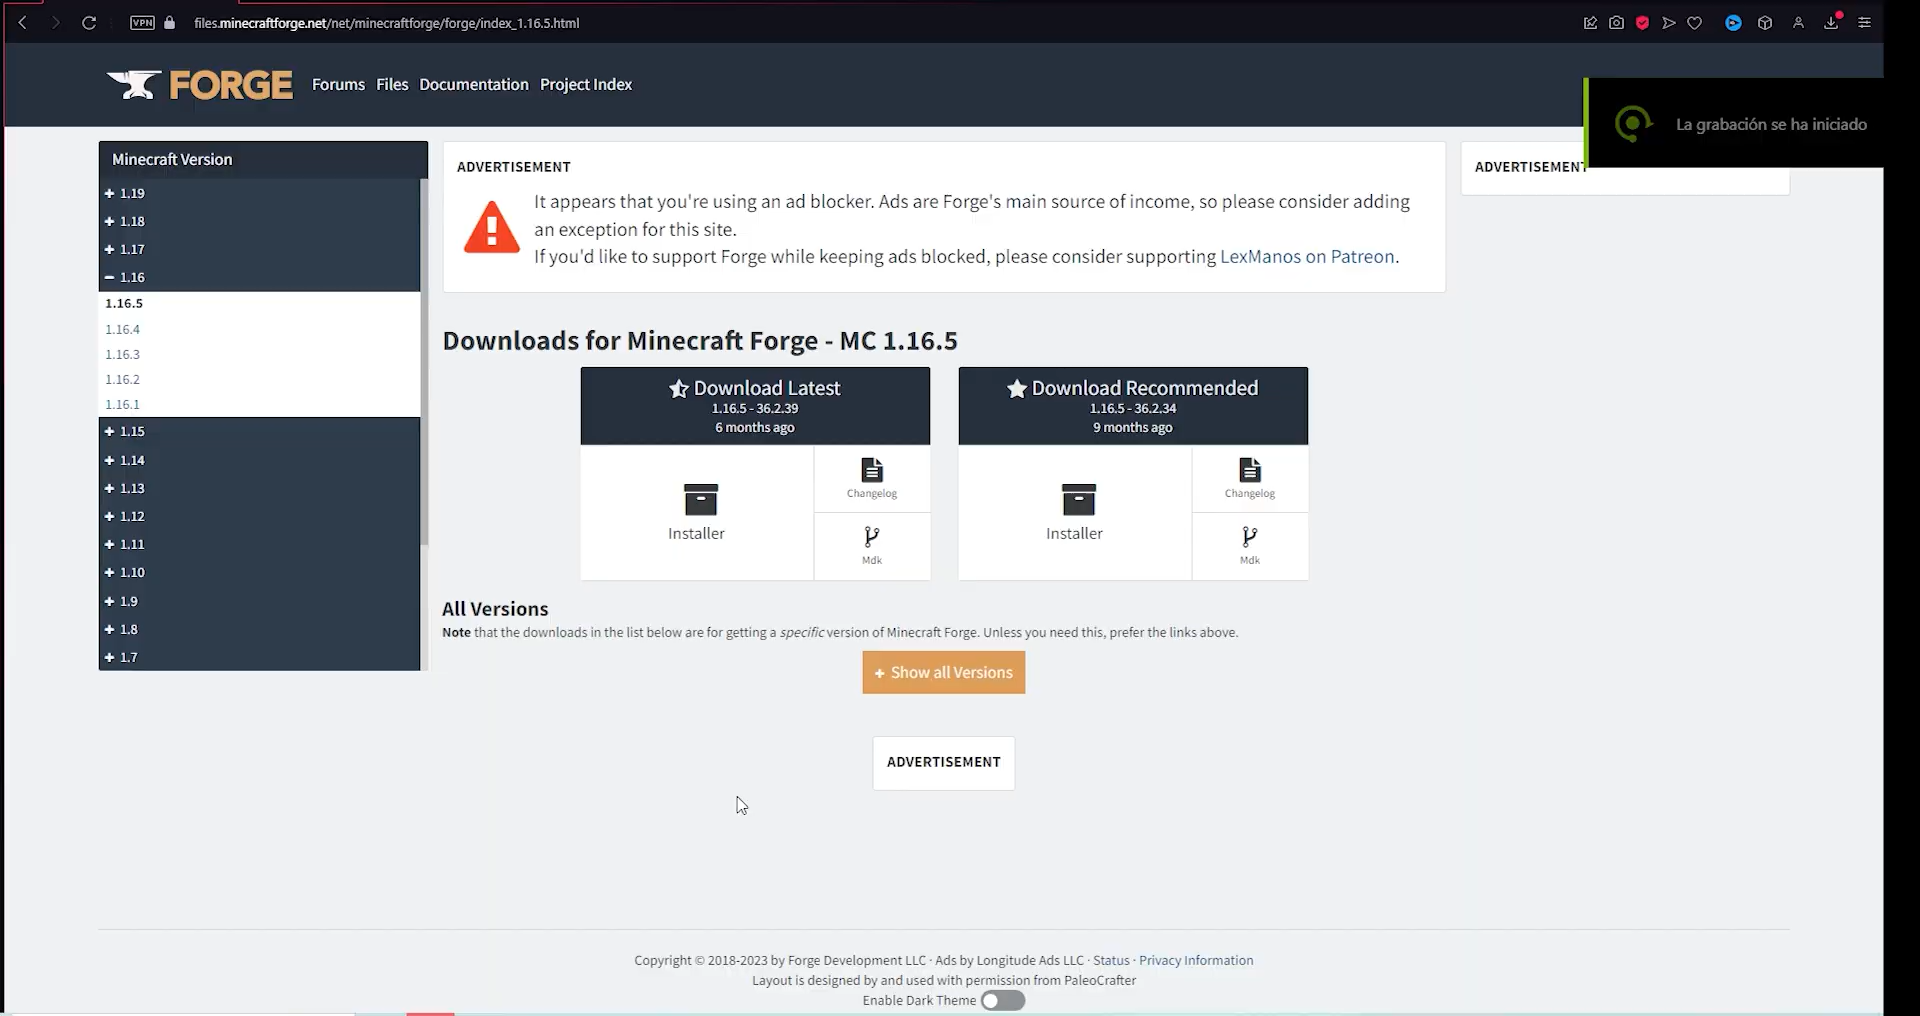 VPN
files.minecraftforge.net/net/minecraftforge/forge/index_1.16.5.html
FORGE
Forums
Files
Documentation
Project Index
La grabación se ha iniciado
Minecraft Version
1.19
1.18
1.17
1.16
1.16.5
1.16.4
1.16.3
1.16.2
1.16.1
1.15
1.14
1.13
1.12
1.11
1.10
1.9
1.8
1.7
ADVERTISEMENT
It appears that you're using an ad blocker. Ads are Forge's main source of income, so please consider adding
an exception for this site.
If you'd like to support Forge while keeping ads blocked, please consider supporting LexManos on Patreon.
ADVERTISEMENT
Downloads for Minecraft Forge - MC 1.16.5
Download Latest
1.16.5 - 36.2.39
6 months ago
Installer
Changelog
Mdk
Download Recommended
1.16.5 - 36.2.34
9 months ago
Installer
Changelog
Mdk
All Versions
Note that the downloads in the list below are for getting a specific version of Minecraft Forge. Unless you need this, prefer the links above.
+ Show all Versions
ADVERTISEMENT
Copyright © 2018-2023 by Forge Development LLC · Ads by Longitude Ads LLC · Status · Privacy Information
Layout is designed by and used with permission from PaleoCrafter
Enable Dark Theme